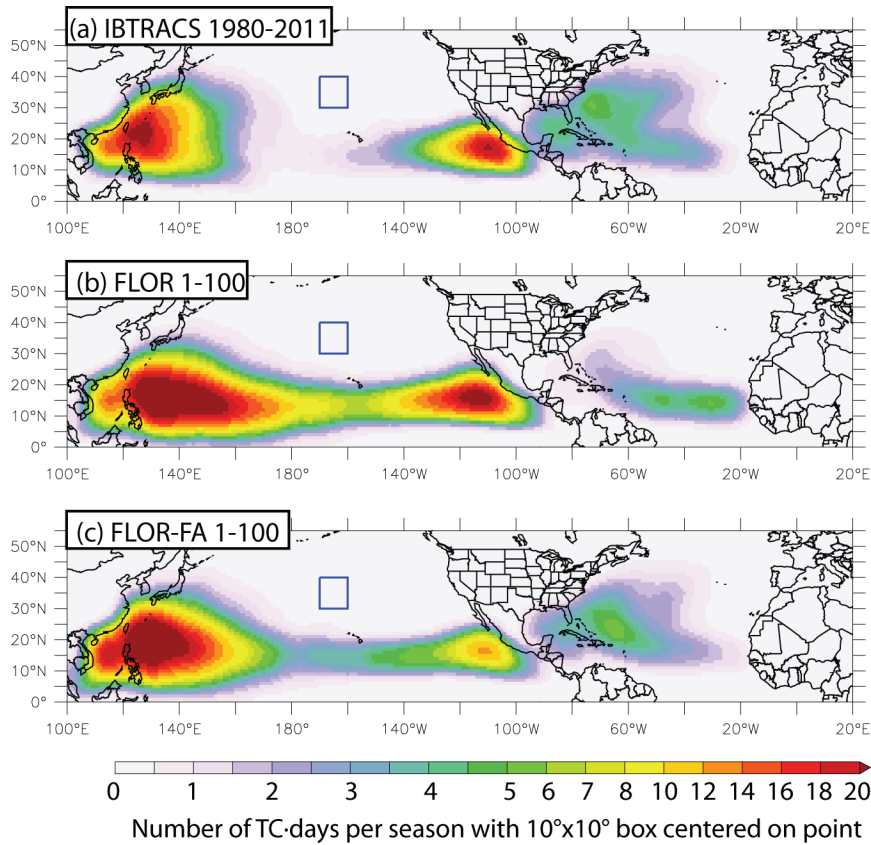 (a) IBTRACS 1980-2011
50°N
40°N
30°N
20°N
10°N
0°
100°E 140°E 180° 140°W 100°W 60°W 20°W 20°E
(b) FLOR 1-100
50°N
40°N
30°N
20°N
10°N
0°
100°E 140°E 180° 140°W 100°W 60°W 20°W 20°E
(c) FLOR-FA 1-100
50°N
40°N
30°N
20°N
10°N
0°
100°E 140°E 180° 140°W 100°W 60°W 20°W 20°E
0 1 2 3 4 5 6 7 8 10 12 14 16 18 20
Number of TC·days per season with 10°x10° box centered on point